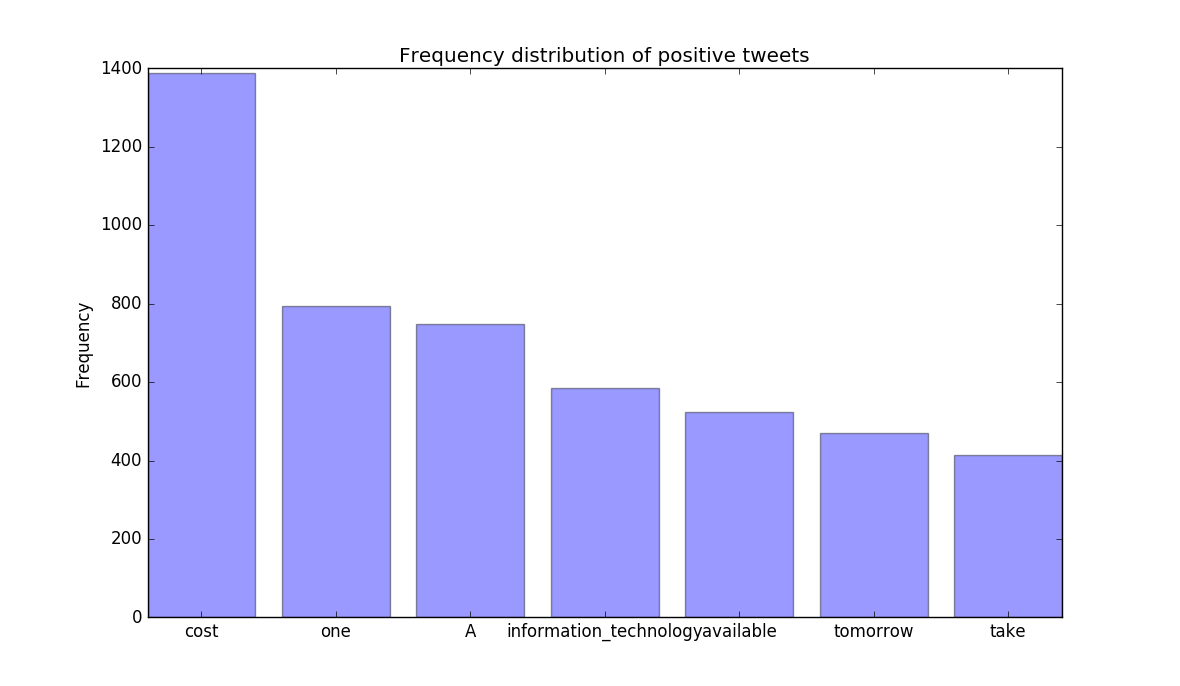 Frequency distribution of positive tweets
1400
1200
1000
800
600
400
200
0
Frequency
cost one A information_technology available tomorrow take